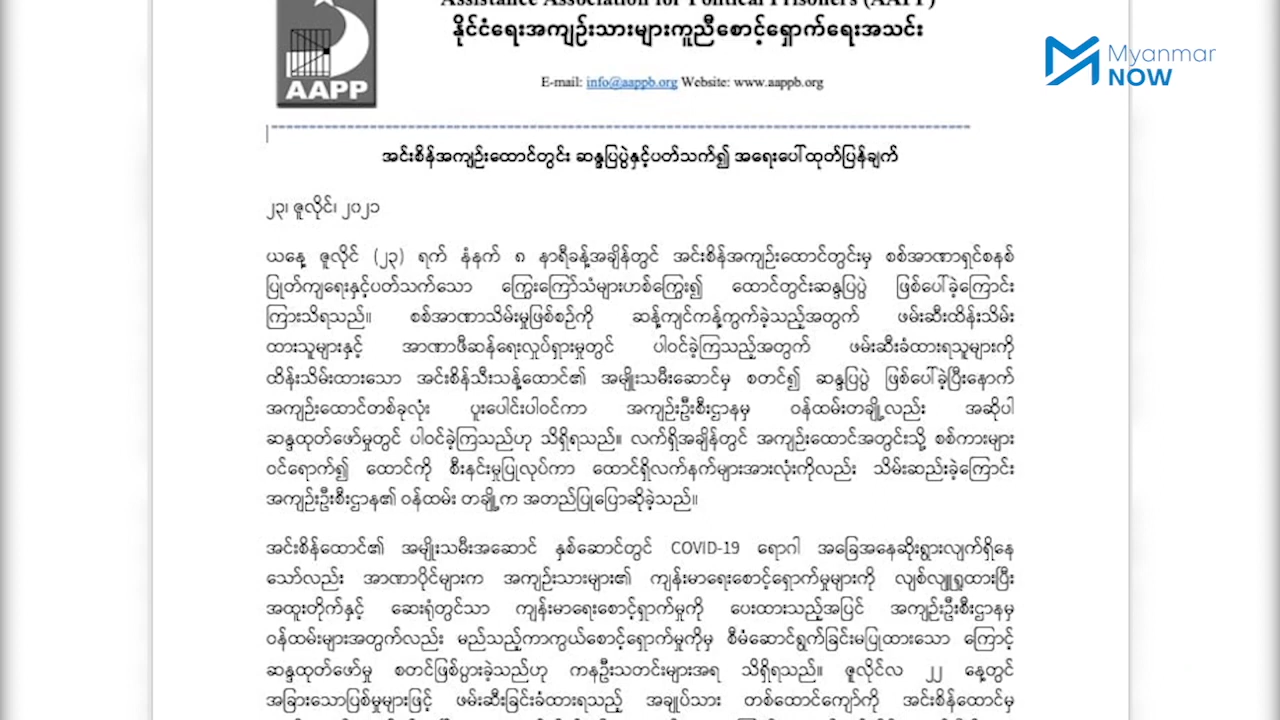 Assistance Association for Political Prisoners (AAPP)
နိုင်ငံရေးအကျဉ်းသားများကူညီစောင့်ရှောက်ရေးအသင်း
Myanmar
NOW
AAPP
E-mail: info@aappb.org Website: www.aappb.org
အင်းစိန်အကျဉ်းထောင်တွင်း ဆန္ဒပြပွဲနှင့်ပတ်သက်၍ အရေးပေါ်ထုတ်ပြန်ချက်
၂၃၊ ဇူလိုင်၊ ၂၀၂၁
ယနေ့ ဇူလိုင် (၂၃) ရက် နံနက် ၈ နာရီခန့်အချိန်တွင် အင်းစိန်အကျဉ်းထောင်တွင်းမှ စစ်အာဏာရှင်စနစ်
ပြုတ်ကျရေးနှင့်ပတ်သက်သော ကြွေးကြော်သံများဟစ်ကြွေး၍ ထောင်တွင်းဆန္ဒပြပွဲ ဖြစ်ပေါ်ခဲ့ကြောင်း
ကြားသိရသည်။ စစ်အာဏာသိမ်းမှုဖြစ်စဉ်ကို ဆန့်ကျင်ကန့်ကွက်ခဲ့သည့်အတွက် ဖမ်းဆီးထိန်းသိမ်း
ထားသူများနှင့် အာဏာဖီဆန်ရေးလှုပ်ရှားမှုတွင် ပါဝင်ခဲ့ကြသည့်အတွက် ဖမ်းဆီးခံထားရသူများကို
ထိန်းသိမ်းထားသော အင်းစိန်သီးသန့်ထောင်၏ အမျိုးသမီးဆောင်မှ စတင်၍ ဆန္ဒပြပွဲ ဖြစ်ပေါ်ခဲ့ပြီးနောက်
အကျဉ်းထောင်တစ်ခုလုံး ပူးပေါင်းပါဝင်ကာ အကျဉ်းဦးစီးဌာနမှ ဝန်ထမ်းတချို့လည်း အဆိုပါ
ဆန္ဒထုတ်ဖော်မှုတွင် ပါဝင်ခဲ့ကြသည်ဟု သိရှိရသည်။ လက်ရှိအချိန်တွင် အကျဉ်းထောင်အတွင်းသို့ စစ်ကားများ
ဝင်ရောက်၍ ထောင်ကို စီးနင်းမှုပြုလုပ်ကာ ထောင်ရှိလက်နက်များအားလုံးကိုလည်း သိမ်းဆည်းခဲ့ကြောင်း
အကျဉ်းဦးစီးဌာန၏ ဝန်ထမ်း တချို့က အတည်ပြုပြောဆိုခဲ့သည်။
အင်းစိန်ထောင်၏ အမျိုးသမီးအဆောင် နှစ်ဆောင်တွင် COVID-19 ရောဂါ အခြေအနေဆိုးရွားလျက်ရှိနေ
သော်လည်း အာဏာပိုင်များက အကျဉ်းသားများ၏ ကျန်းမာရေးစောင့်ရှောက်မှုများကို လျစ်လျူရှုထားပြီး
အထူးတိုက်နှင့် ဆေးရုံတွင်သာ ကျန်းမာရေးစောင့်ရှာက်မှုကို ပေးထားသည့်အပြင် အကျဉ်းဦးစီးဌာနမှ
ဝန်ထမ်းများအတွက်လည်း မည်သည့်ကာကွယ်စောင့်ရှောက်မှုကိုမှ စီမံဆောင်ရွက်ခြင်းမပြုထားသော ကြောင့်
ဆန္ဒထုတ်ဖော်မှု စတင်ဖြစ်ပွားခဲ့သည်ဟု ကနဦးသတင်းများအရ သိရှိရသည်။ ဇူလိုင်လ ၂၂ နေ့တွင်
အခြားသောပြစ်မှုများဖြင့် ဖမ်းဆီးခြင်းခံထားရသည့် အချုပ်သား တစ်ထောင်ကျော်ကို အင်းစိန်ထောင်မှ